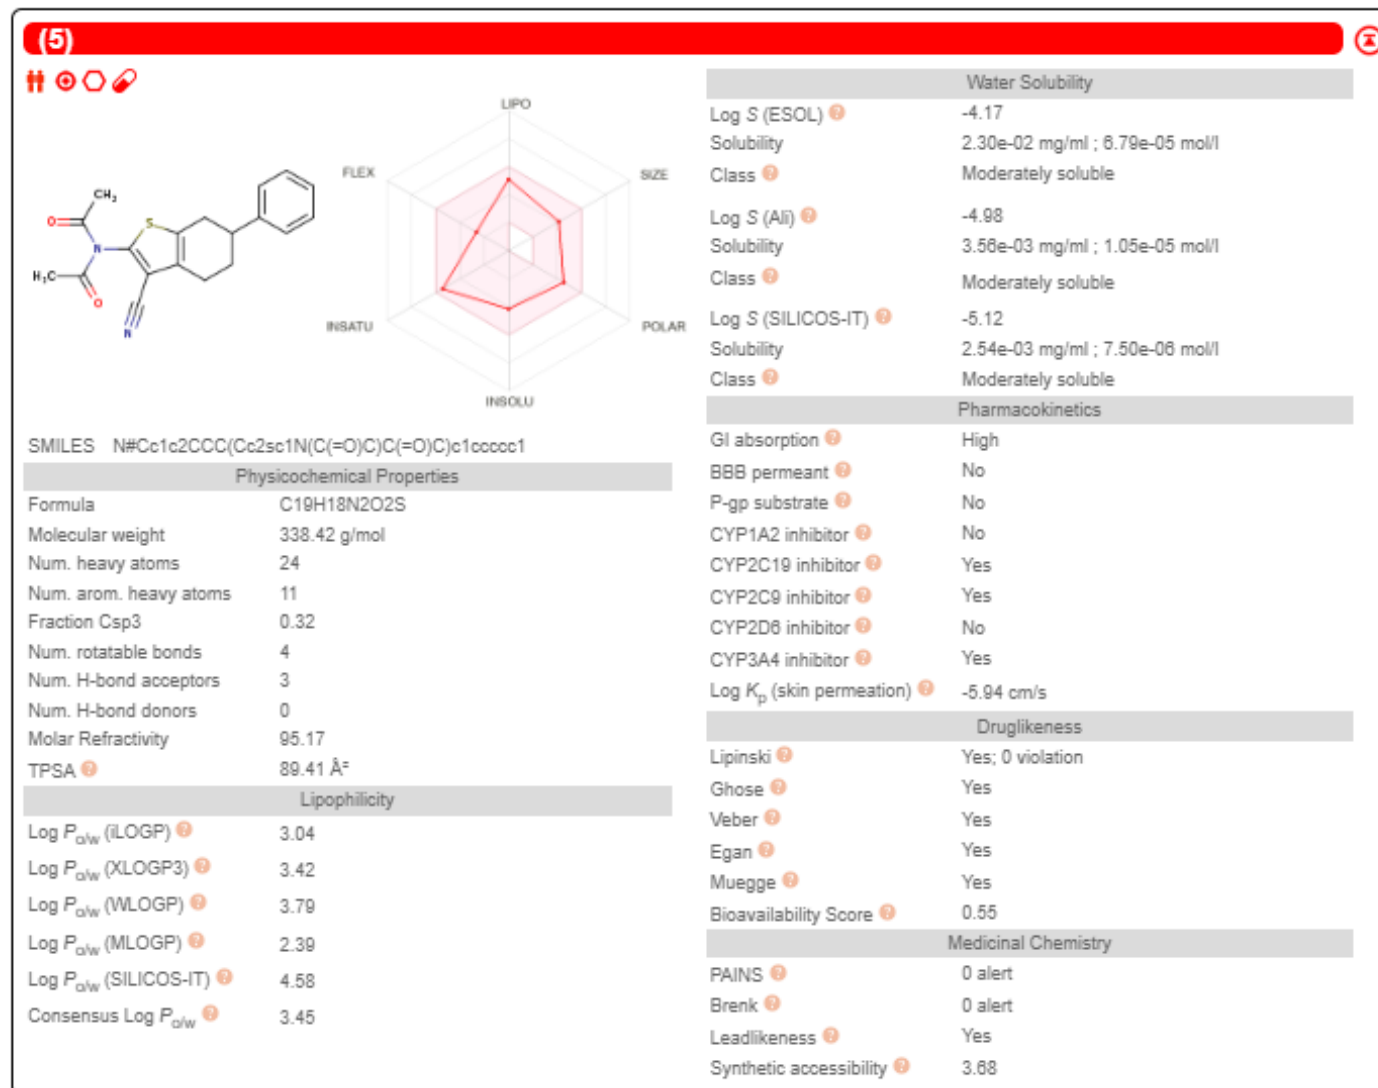 (5)
LIPO
FLEX
SIZE
INSATU
POLAR
INSOLU
CH₃
O
S
N
H₃C
O
N
SMILES N#Cc1c2CCC(Cc2sc1N(C(=O)C)C(=O)C)c1ccccc1
Physicochemical Properties
Formula C19H18N2O2S
Molecular weight 338.42 g/mol
Num. heavy atoms 24
Num. arom. heavy atoms 11
Fraction Csp3 0.32
Num. rotatable bonds 4
Num. H-bond acceptors 3
Num. H-bond donors 0
Molar Refractivity 95.17
TPSA ? 89.41 Å²
Lipophilicity
Log Po/w (iLOGP) ? 3.04
Log Po/w (XLOGP3) ? 3.42
Log Po/w (WLOGP) ? 3.79
Log Po/w (MLOGP) ? 2.39
Log Po/w (SILICOS-IT) ? 4.58
Consensus Log Po/w ? 3.45
Water Solubility
Log S (ESOL) ? -4.17
Solubility 2.30e-02 mg/ml ; 6.79e-05 mol/l
Class ? Moderately soluble
Log S (Ali) ? -4.98
Solubility 3.56e-03 mg/ml ; 1.05e-05 mol/l
Class ? Moderately soluble
Log S (SILICOS-IT) ? -5.12
Solubility 2.54e-03 mg/ml ; 7.50e-06 mol/l
Class ? Moderately soluble
Pharmacokinetics
GI absorption ? High
BBB permeant ? No
P-gp substrate ? No
CYP1A2 inhibitor ? No
CYP2C19 inhibitor ? Yes
CYP2C9 inhibitor ? Yes
CYP2D6 inhibitor ? No
CYP3A4 inhibitor ? Yes
Log Kp (skin permeation) ? -5.94 cm/s
Druglikeness
Lipinski ? Yes; 0 violation
Ghose ? Yes
Veber ? Yes
Egan ? Yes
Muegge ? Yes
Bioavailability Score ? 0.55
Medicinal Chemistry
PAINS ? 0 alert
Brenk ? 0 alert
Leadlikeness ? Yes
Synthetic accessibility ? 3.68